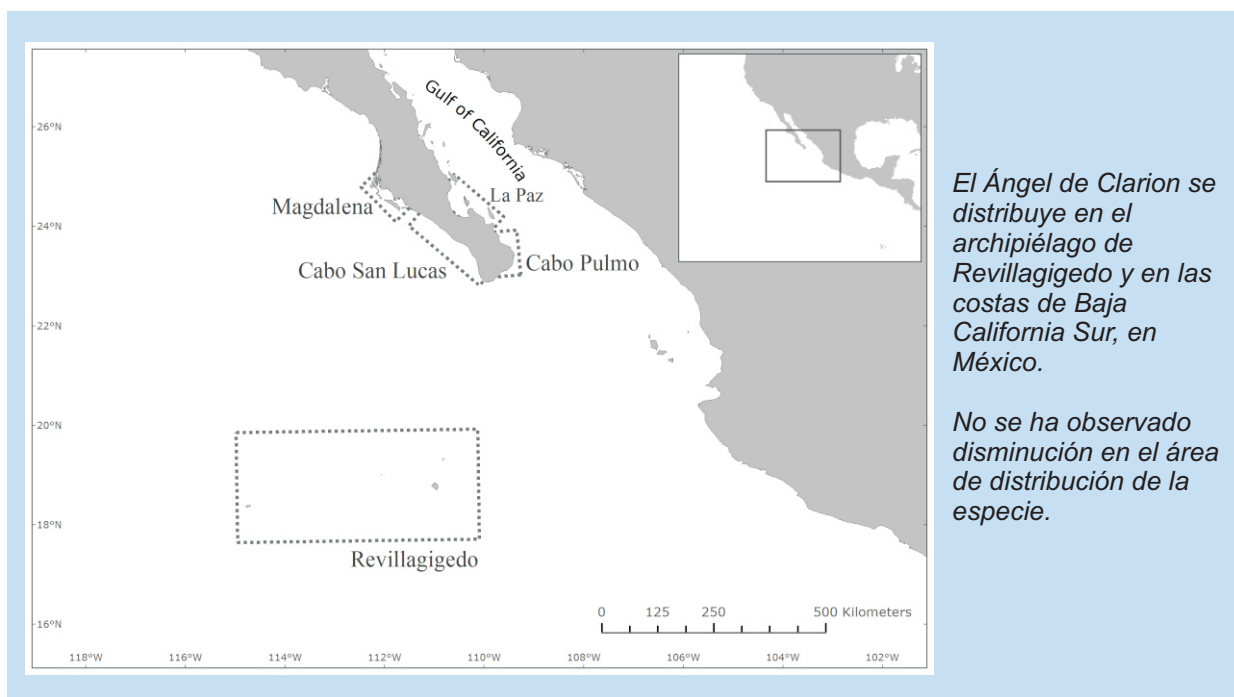 Gulf of California
26°N
La Paz
Magdalena
24°N
Cabo San Lucas
Cabo Pulmo
22°N
20°N
18°N
Revillagigedo
0 125 250 500 Kilometers
16°N
118°W 116°W 114°W 112°W 110°W 108°W 106°W 104°W 102°W
El Ángel de Clarion se
distribuye en el
archipiélago de
Revillagigedo y en las
costas de Baja
California Sur, en
México.
No se ha observado
disminución en el área
de distribución de la
especie.